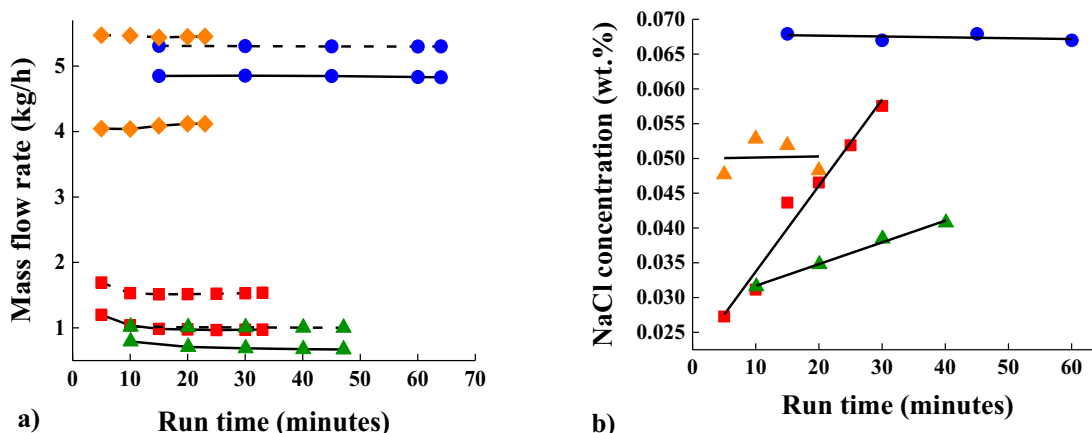 Mass flow rate (kg/h)
5
4
3
2
1
0 10 20 30 40 50 60 70
Run time (minutes)
a)
NaCl concentration (wt.%)
0.070
0.065
0.060
0.055
0.050
0.045
0.040
0.035
0.030
0.025
0 10 20 30 40 50 60
Run time (minutes)
b)